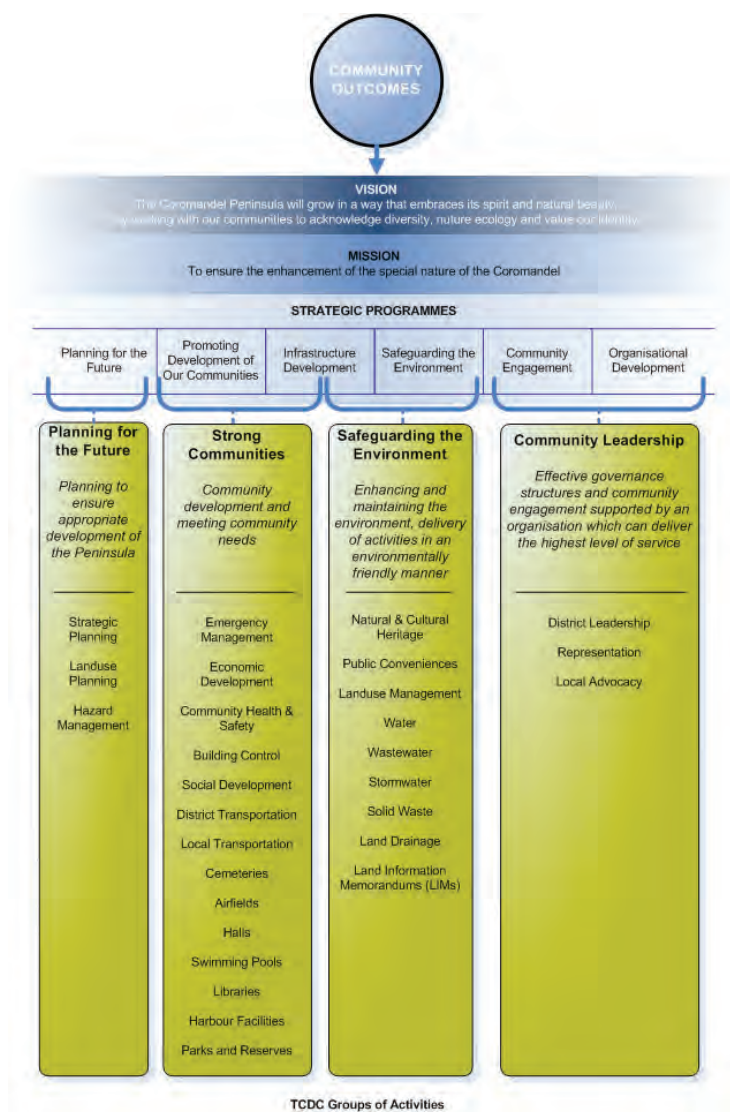 COMMUNITY
OUTCOMES
VISION
The Coromandel Peninsula will grow in a way that embraces its spirit and natural beauty,
by working with our communities to acknowledge diversity, nuture ecology and value our identity.
MISSION
To ensure the enhancement of the special nature of the Coromandel
STRATEGIC PROGRAMMES
Planning for the
Future
Promoting
Development of
Our Communities
Infrastructure
Development
Safeguarding the
Environment
Community
Engagement
Organisational
Development
Planning for
the Future
Planning to
ensure
appropriate
development of
the Peninsula
Strategic
Planning
Landuse
Planning
Hazard
Management
Strong
Communities
Community
development and
meeting community
needs
Emergency
Management
Economic
Development
Community Health &
Safety
Building Control
Social Development
District Transportation
Local Transportation
Cemeteries
Airfields
Halls
Swimming Pools
Libraries
Harbour Facilities
Parks and Reserves
Safeguarding the
Environment
Enhancing and
maintaining the
environment, delivery
of activities in an
environmentally
friendly manner
Natural & Cultural
Heritage
Public Conveniences
Landuse Management
Water
Wastewater
Stormwater
Solid Waste
Land Drainage
Land Information
Memorandums (LIMs)
Community Leadership
Effective governance
structures and community
engagement supported by an
organisation which can deliver
the highest level of service
District Leadership
Representation
Local Advocacy
TCDC Groups of Activities